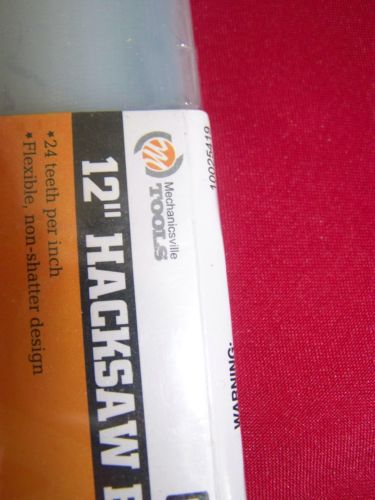 Mechanicsville
TOOLS
12" HACKSAW
*24 teeth per inch
*Flexible, non-shatter design
WARNING: